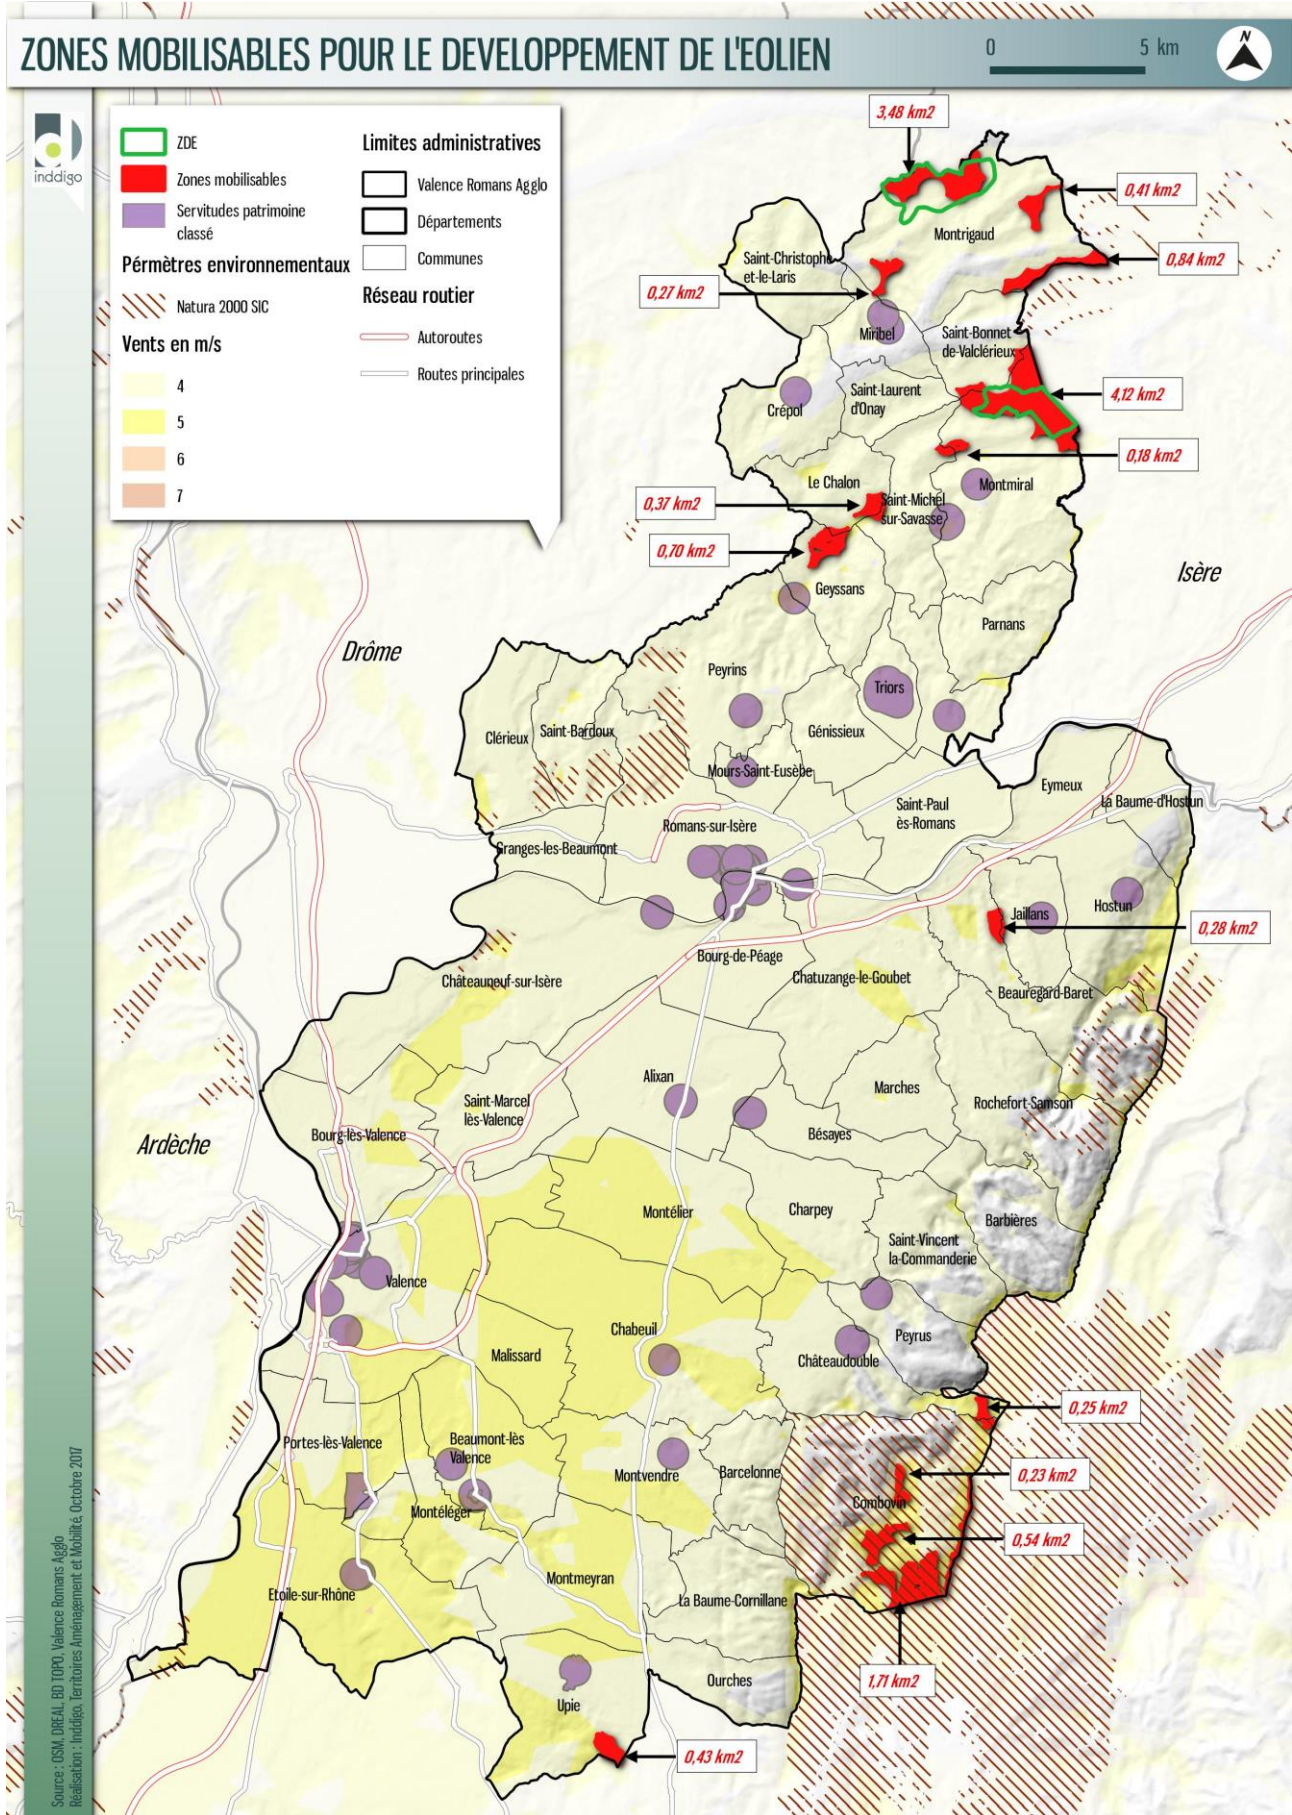 ZONES MOBILISABLES POUR LE DEVELOPPEMENT DE L'EOLIEN
0 5 km
N
inddigo
ZDE
Zones mobilisables
Servitudes patrimoine
classé
Pérmètres environnementaux
Natura 2000 SIC
Vents en m/s
4
5
6
7
Limites administratives
Valence Romans Agglo
Départements
Communes
Réseau routier
Autoroutes
Routes principales
3,48 km2
0,41 km2
Montrigaud
0,84 km2
Saint-Christophe
et-le-Laris
0,27 km2
Miribel
Saint-Bonnet
de-Valclérieux
Saint-Laurent
d'Onay
4,12 km2
Crépol
0,18 km2
Le Chalon
Montmiral
0,37 km2
Saint-Michel
sur-Savasse
0,70 km2
Isère
Geyssans
Parnans
Drôme
Peyrins
Triors
Clérieux
Saint-Bardoux
Génissieux
Mours-Saint-Eusèbe
Eymeux
La Baume-d'Hostun
Saint-Paul
ès-Romans
Romans-sur-Isère
Granges-les-Beaumont
Jaillans
Hostun
0,28 km2
Bourg-de-Péage
Châteauneuf-sur-Isère
Chatuzange-le-Goubet
Beauregard-Baret
Alixan
Marches
Saint-Marcel
lès-Valence
Rochefort-Samson
Ardèche
Bourg-lès-Valence
Bésayes
Montélier
Charpey
Barbières
Saint-Vincent
la-Commanderie
Valence
Chabeuil
Malissard
Peyrus
Châteaudouble
0,25 km2
Portes-lès-Valence
Beaumont-lès
Valence
Montvendre
Barcelonne
0,23 km2
Combovin
Montéléger
0,54 km2
Etoile-sur-Rhône
Montmeyran
La Baume-Cornillane
Ourches
1,71 km2
Upie
0,43 km2
Source : OSM, DREAL, BD TOPO, Valence Romans Agglo
Réalisation : Inddigo, Territoires Aménagement et Mobilité, Octobre 2017